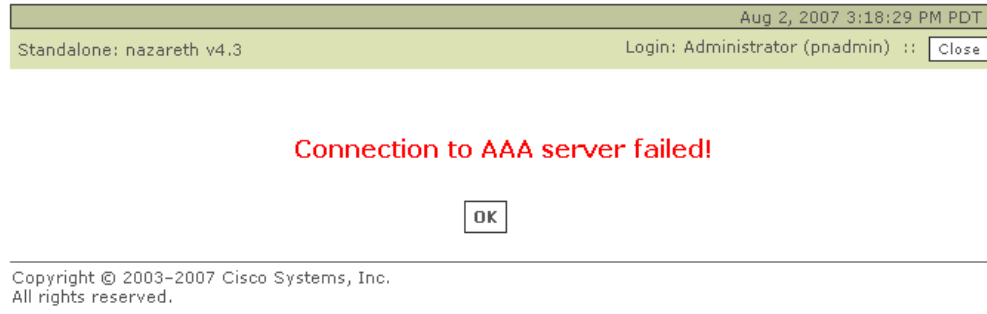 Aug 2, 2007 3:18:29 PM PDT
Standalone: nazareth v4.3
Login: Administrator (pnadmin) :: Close
Connection to AAA server failed!
OK
Copyright © 2003-2007 Cisco Systems, Inc.
All rights reserved.